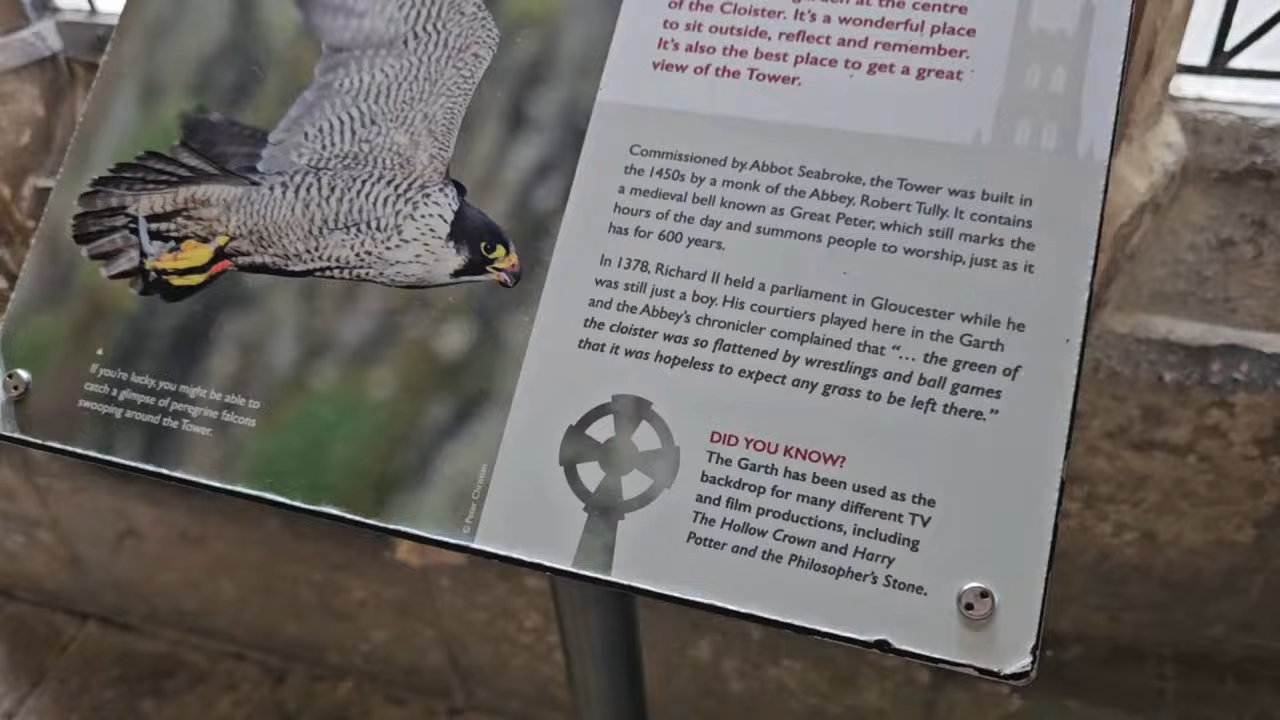 of the Cloister. It's a wonderful place
to sit outside, reflect and remember.
It's also the best place to get a great
view of the Tower.
Commissioned by Abbot Seabroke, the Tower was built in
the 1450s by a monk of the Abbey, Robert Tully. It contains
a medieval bell known as Great Peter, which still marks the
hours of the day and summons people to worship, just as it
has for 600 years.
In 1378, Richard II held a parliament in Gloucester while he
was still just a boy. His courtiers played here in the Garth
and the Abbey's chronicler complained that "... the green of
the cloister was so flattened by wrestlings and ball games
that it was hopeless to expect any grass to be left there."
DID YOU KNOW?
The Garth has been used as the
backdrop for many different TV
and film productions, including
The Hollow Crown and Harry
Potter and the Philosopher's Stone.
If you're lucky, you might be able to
catch a glimpse of peregrine falcons
swooping around the Tower.
© Peter Christian